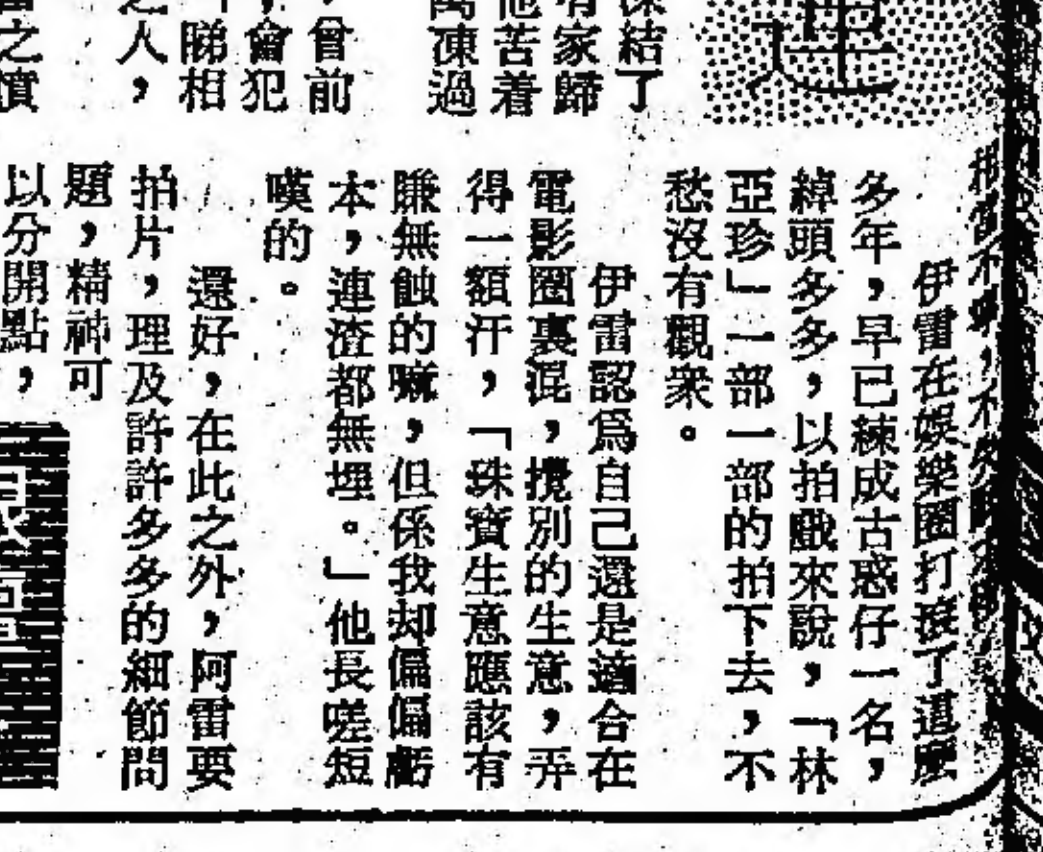 結了
有家歸
他苦着
萬凍過
曾前
會犯
睇相
之人，
之憤
伊雷在娛樂圈打滾了這麼
多年，早已練成古惑仔一名，
綽頭多多，以拍戲來說，「林
亞珍」一部一部的拍下去，不
愁沒有觀衆。
伊雷認爲自己還是適合在
電影圈裏混，攪別的生意，弄
得一額汗，「珠寶生意應該有
賺無蝕的嘛，但係我却偏偏虧
本，連渣都無埋。」他長嗟短
嘆的。
還好，在此之外，阿雷要
拍片，理及許許多多的細節問
題，精神可
以分開點，